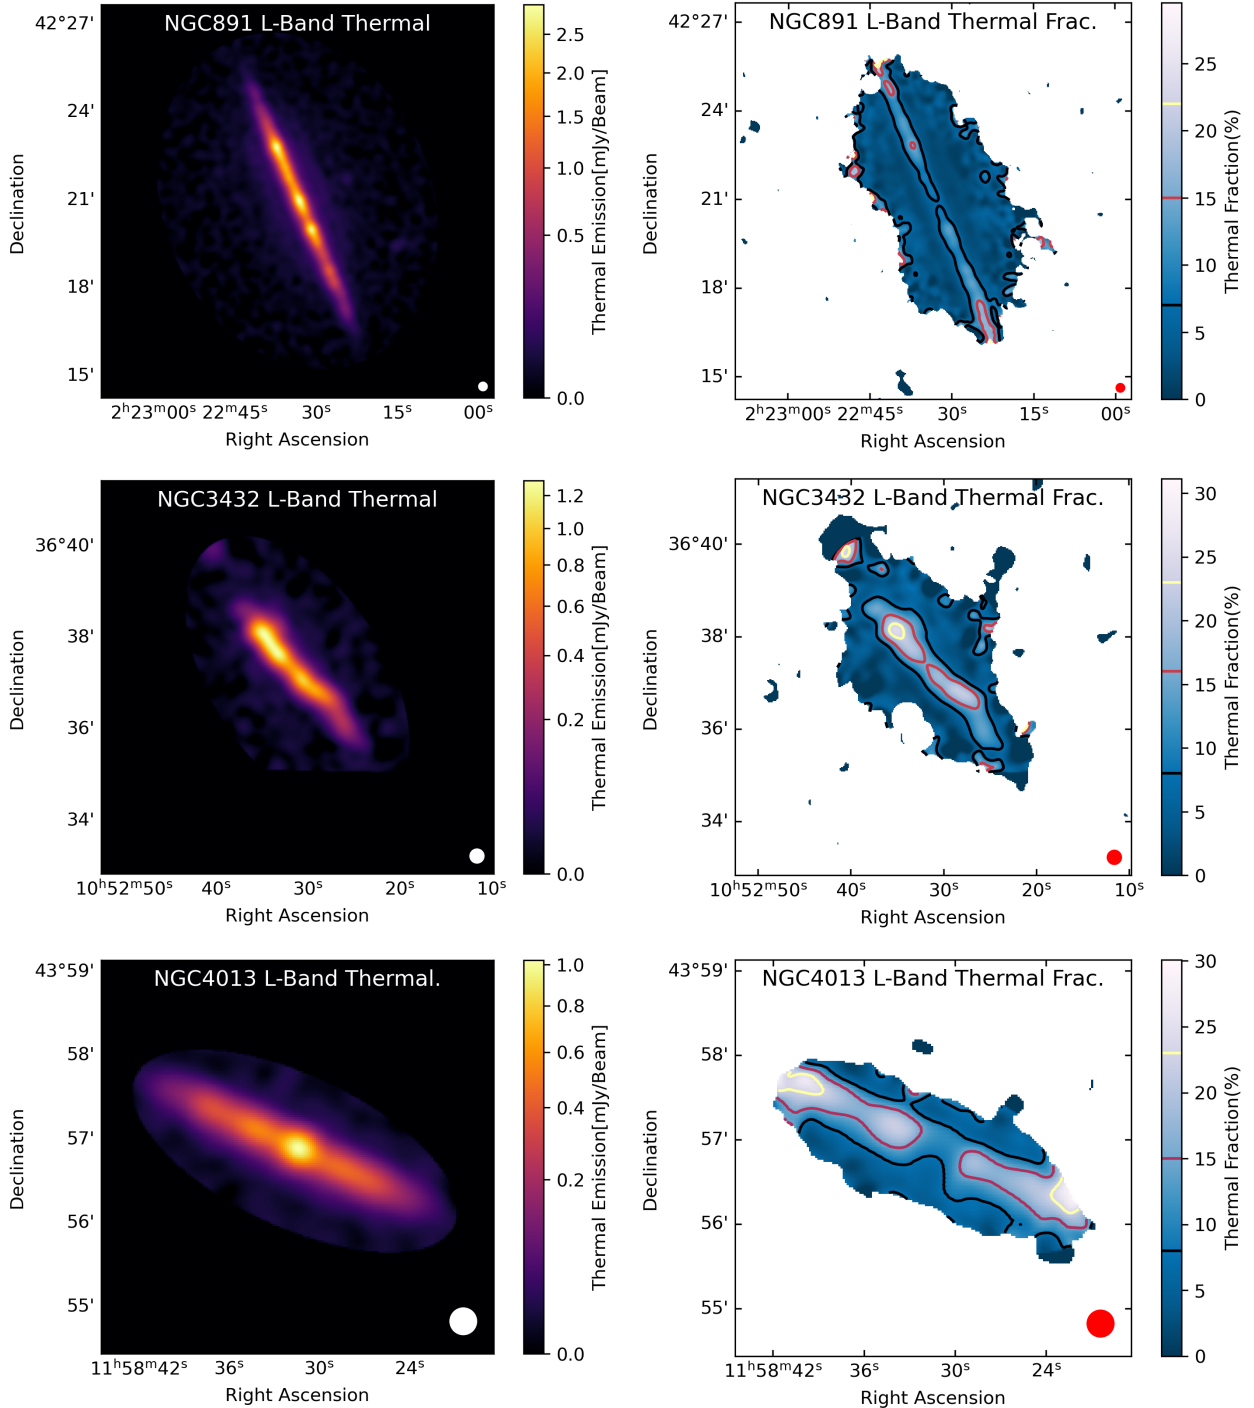 NGC891 L-Band Thermal
42°27'
24'
21'
18'
15'
Declination
2ʰ23ᵐ00ˢ 22ᵐ45ˢ 30ˢ 15ˢ 00ˢ
Right Ascension
2.5
2.0
1.5
1.0
0.5
0.0
Thermal Emission[mJy/Beam]
NGC891 L-Band Thermal Frac.
42°27'
24'
21'
18'
15'
Declination
2ʰ23ᵐ00ˢ 22ᵐ45ˢ 30ˢ 15ˢ 00ˢ
Right Ascension
25
20
15
10
5
0
Thermal Fraction(%)
NGC3432 L-Band Thermal
36°40'
38'
36'
34'
Declination
10ʰ52ᵐ50ˢ 40ˢ 30ˢ 20ˢ 10ˢ
Right Ascension
1.2
1.0
0.8
0.6
0.4
0.2
0.0
Thermal Emission[mJy/Beam]
NGC3432 L-Band Thermal Frac.
36°40'
38'
36'
34'
Declination
10ʰ52ᵐ50ˢ 40ˢ 30ˢ 20ˢ 10ˢ
Right Ascension
30
25
20
15
10
5
0
Thermal Fraction(%)
NGC4013 L-Band Thermal.
43°59'
58'
57'
56'
55'
Declination
11ʰ58ᵐ42ˢ 36ˢ 30ˢ 24ˢ
Right Ascension
1.0
0.8
0.6
0.4
0.2
0.0
Thermal Emission[mJy/Beam]
NGC4013 L-Band Thermal Frac.
43°59'
58'
57'
56'
55'
Declination
11ʰ58ᵐ42ˢ 36ˢ 30ˢ 24ˢ
Right Ascension
30
25
20
15
10
5
0
Thermal Fraction(%)